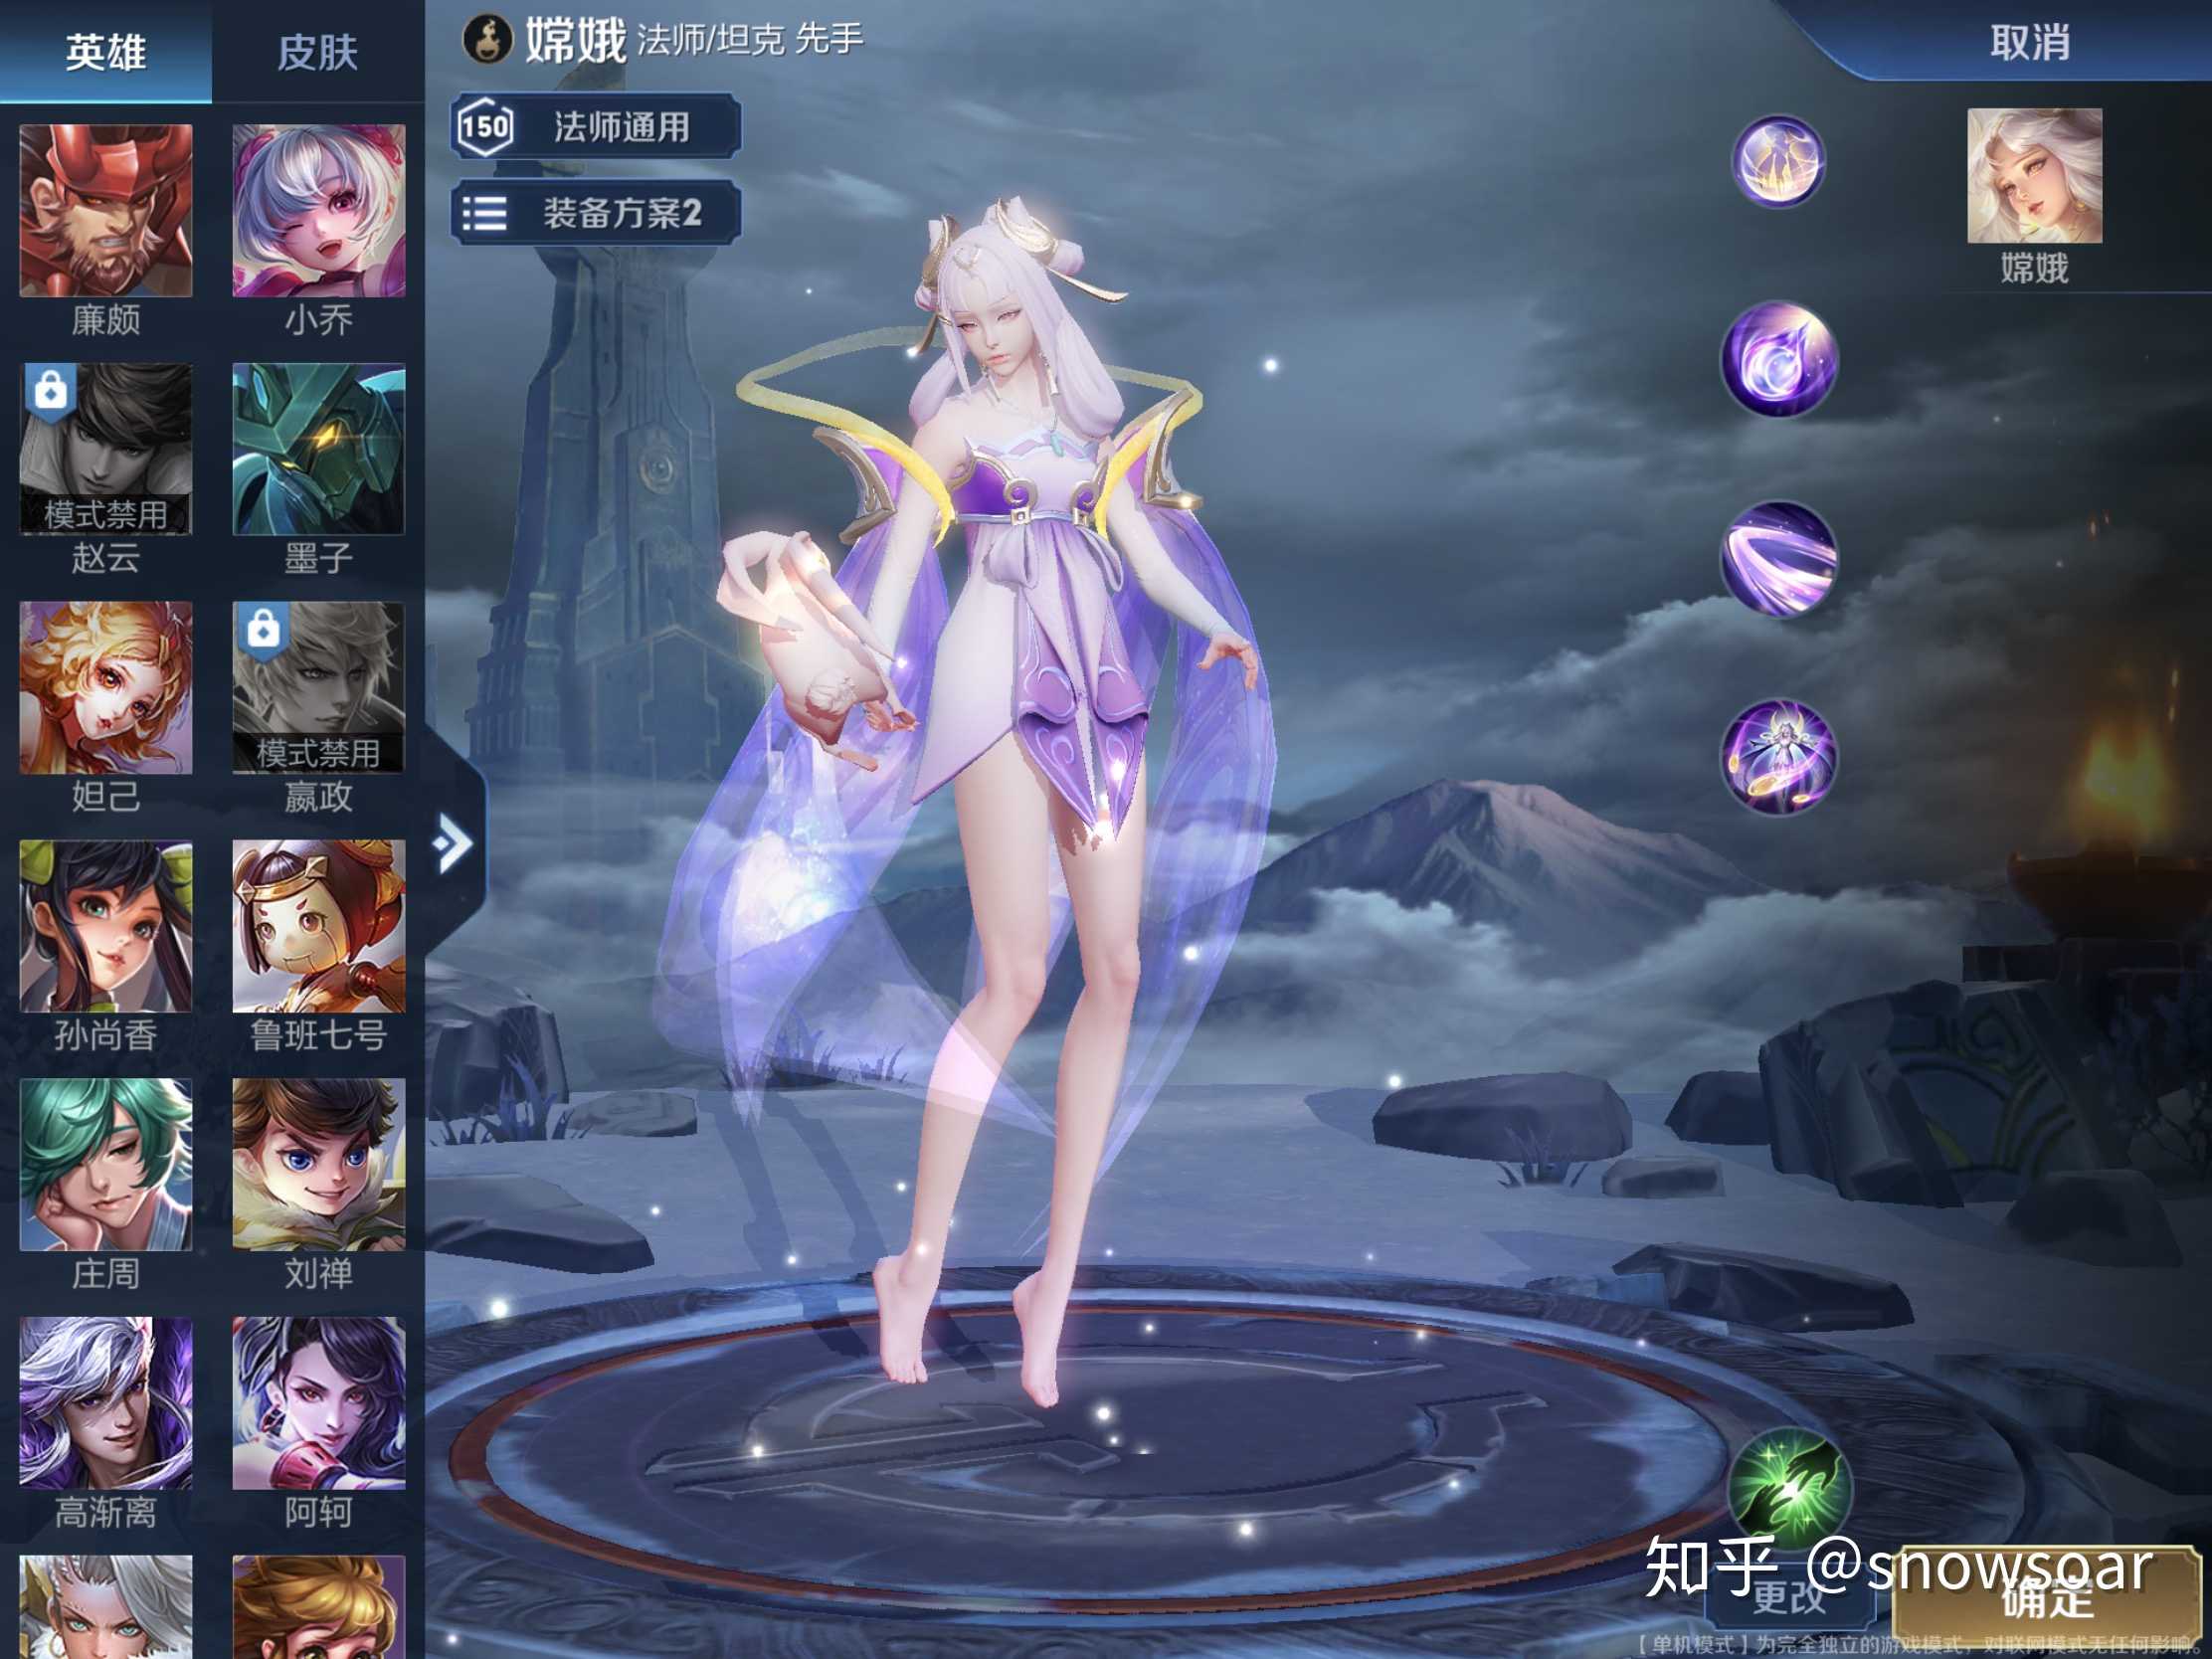 英雄 皮肤
嫦娥 法师/坦克 先手
取消
150 法师通用
装备方案2
嫦娥
廉颇 小乔
模式禁用
赵云 墨子
模式禁用
妲己 嬴政
孙尚香 鲁班七号
庄周 刘禅
高渐离 阿轲
知乎 @snowsoar
更改 确定
【单机模式】为完全独立的游戏模式，对联网模式无任何影响。